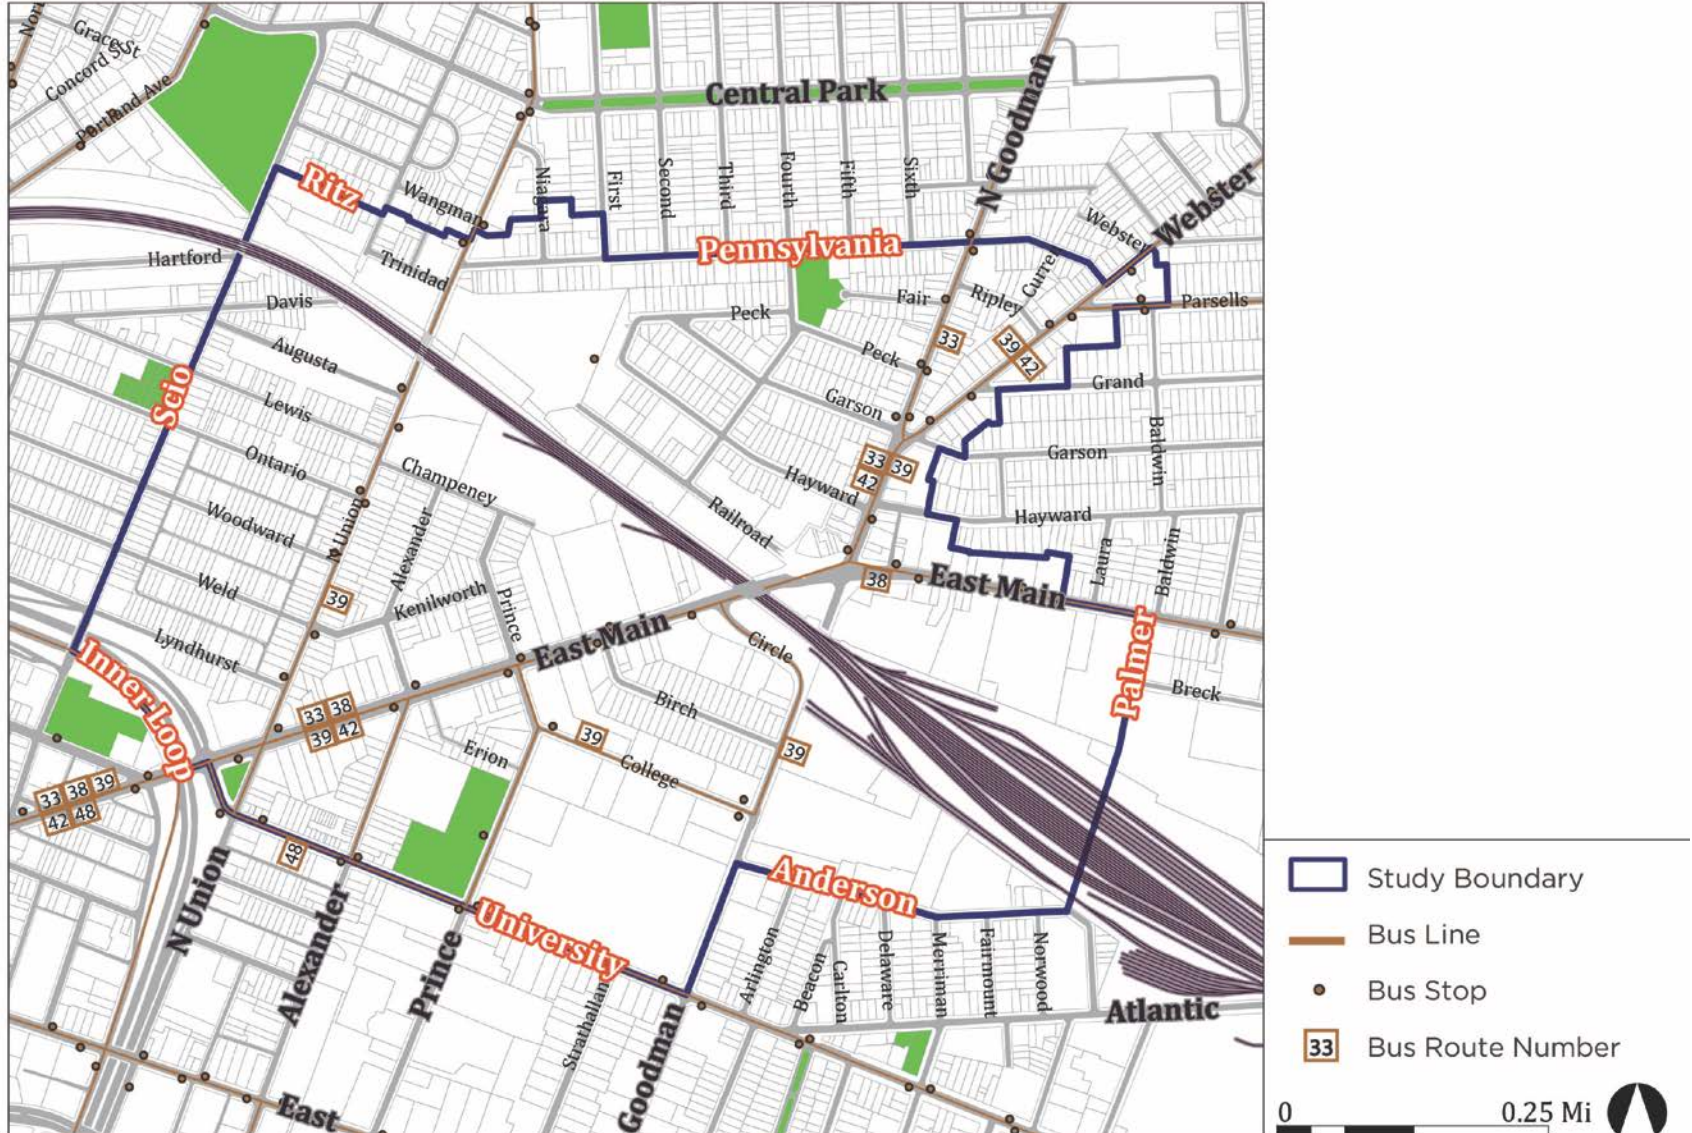 Nor
Grace St
Concord St
Portland Ave
Central Park
N Goodman
Ritz
Wangman
Niagara
First
Second
Third
Fourth
Fifth
Sixth
Webster
Webster
Pennsylvania
Hartford
Trinidad
Davis
Peck
Fair
Ripley
Parsells
Augusta
Peck
33
39
42
Scio
Lewis
Garson
Grand
Baldwin
Ontario
Champeney
Garson
33 39
42
Hayward
Hayward
Woodward
N Union
Alexander
Railroad
Laura
Baldwin
Weld
39
Kenilworth
Prince
East Main
38
East Main
Lyndhurst
Circle
Palmer
Inner Loop
Birch
Breck
33 38
39 42
Erion
39
College
39
33 38 39
42 48
48
N Union
Alexander
Prince
University
Anderson
Strathallan
Goodman
Arlington
Beacon
Carlton
Delaware
Merriman
Fairmount
Norwood
Atlantic
East
Study Boundary
Bus Line
Bus Stop
33 Bus Route Number
0 0.25 Mi